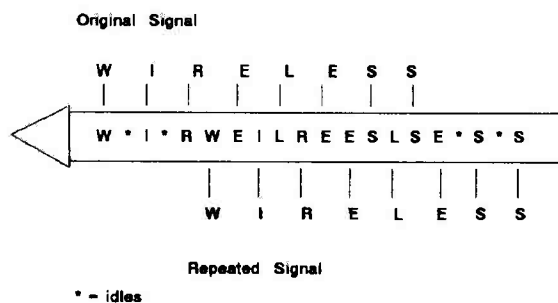 Original Signal
W I R E L E S S
W * I * R W E I L R E E S L S E * S * S
W I R E L E S S
Repeated Signal
* - idles